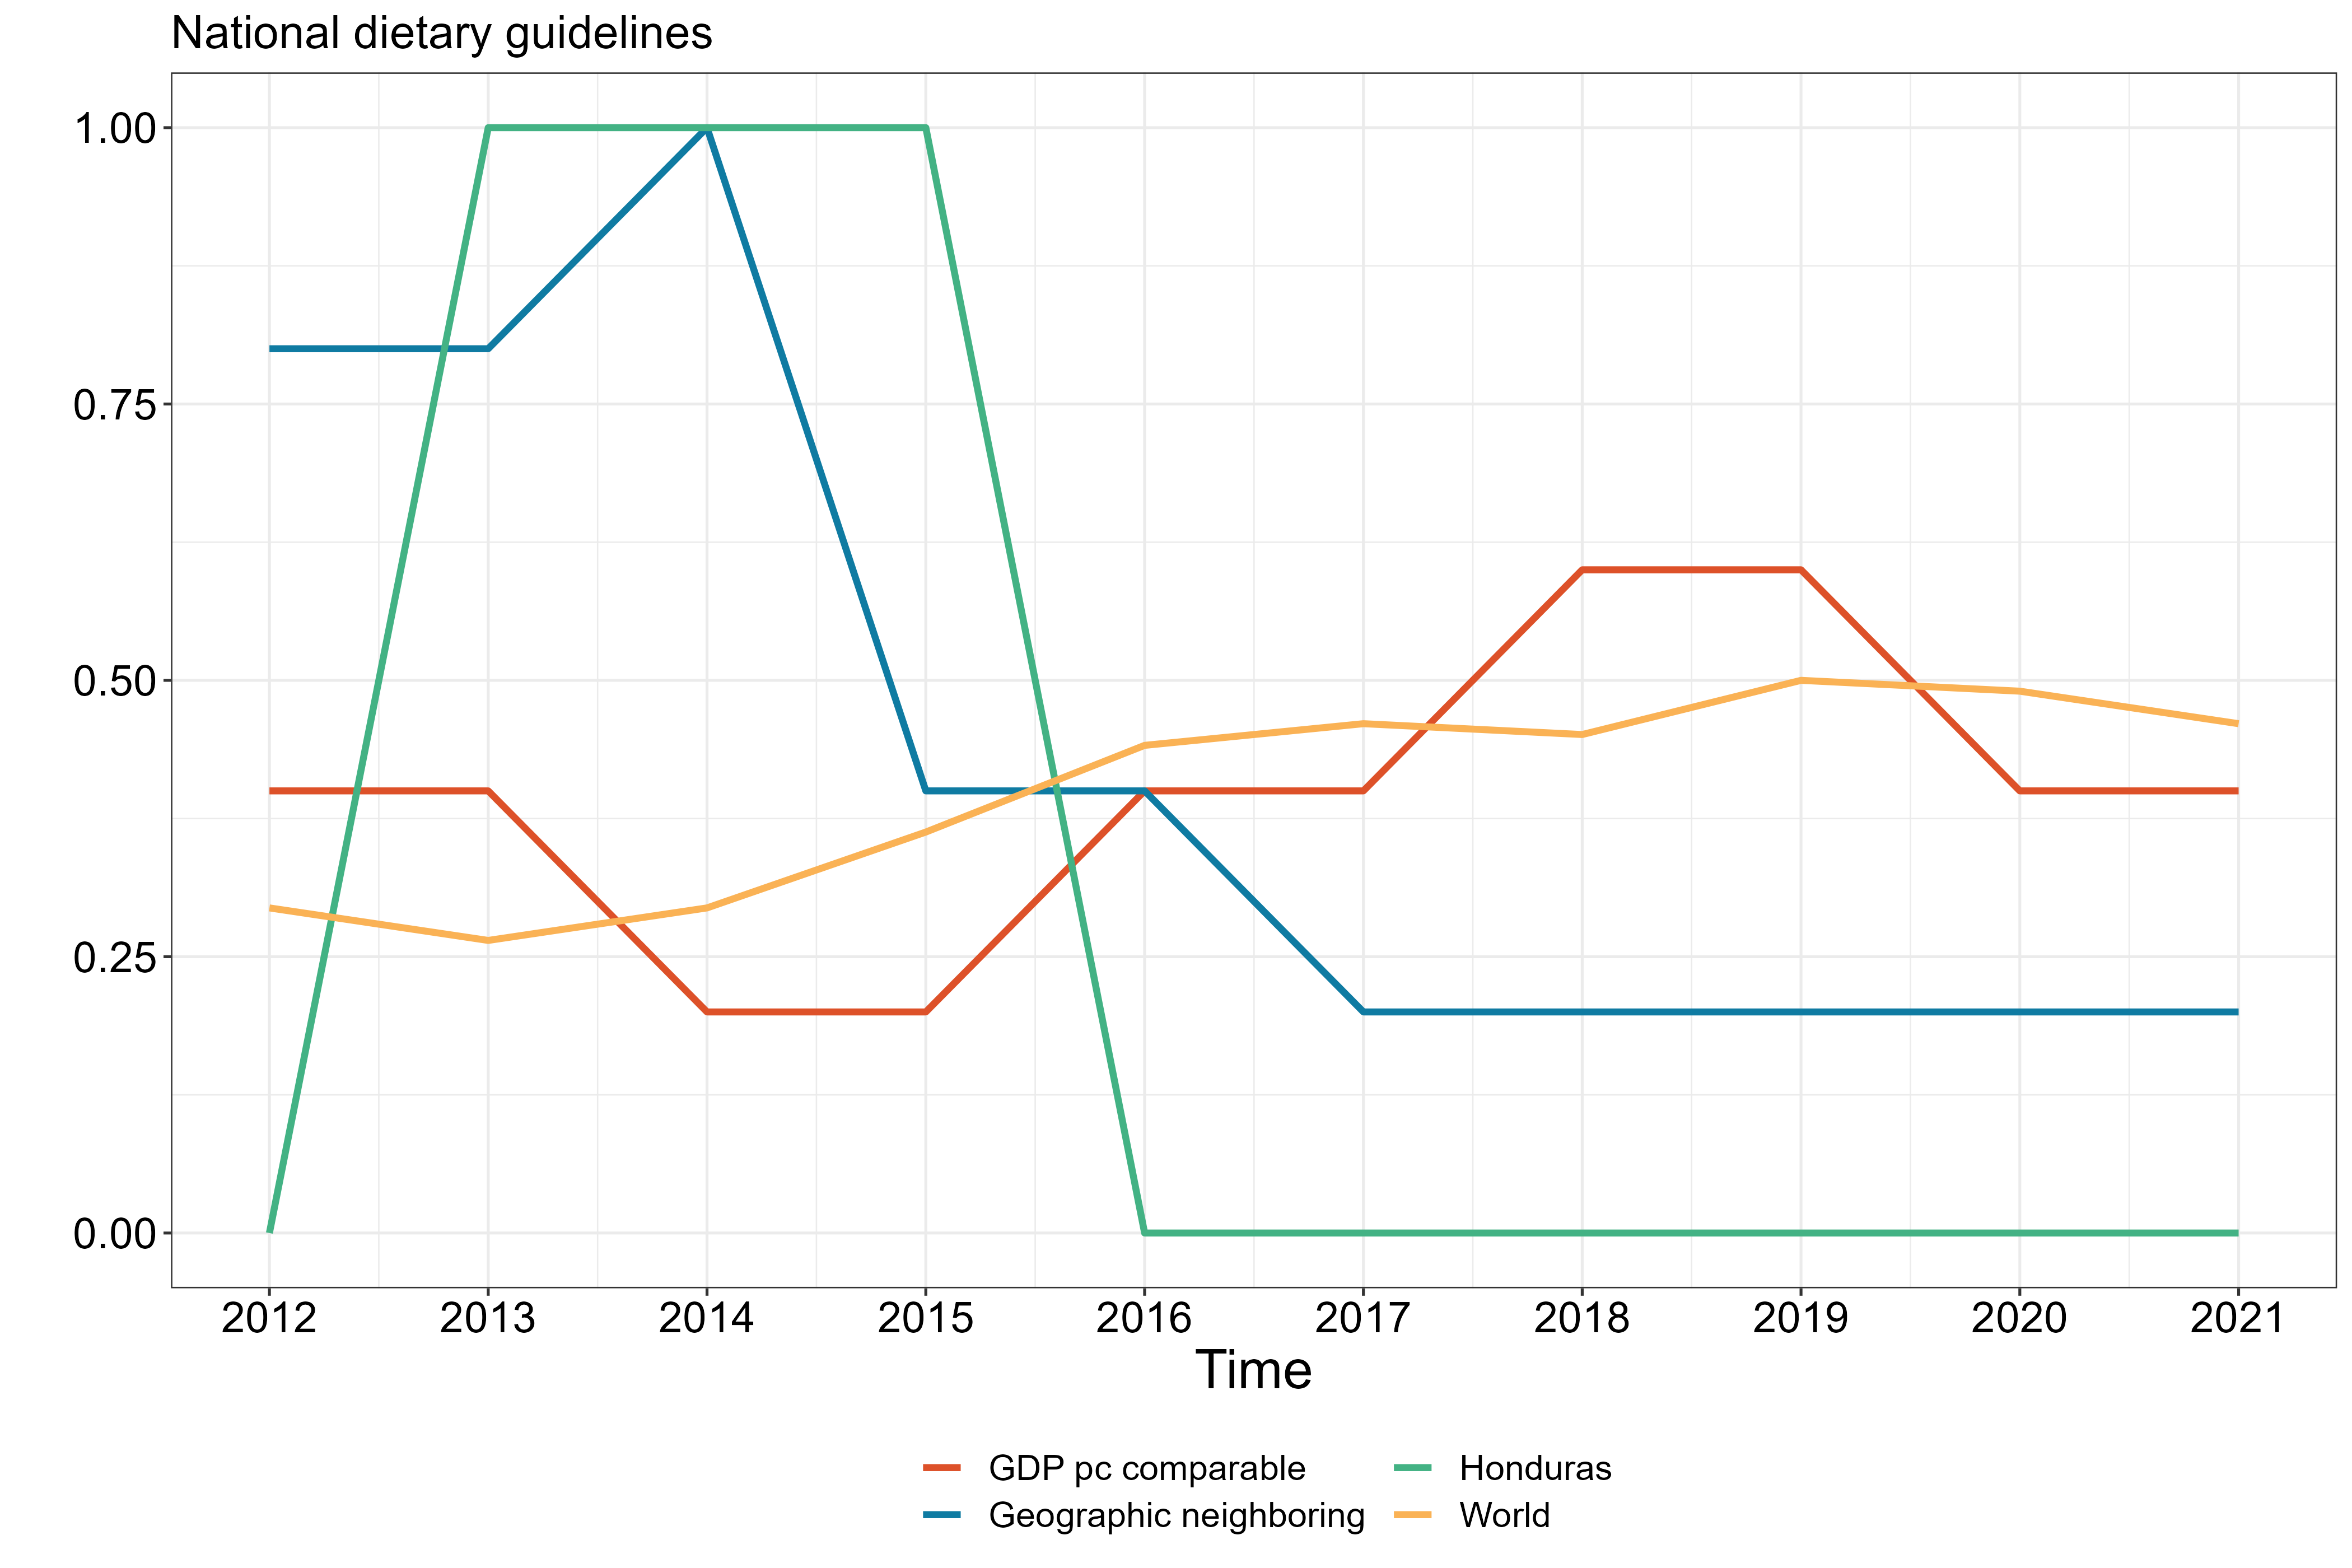 National dietary guidelines
1.00
0.75
0.50
0.25
0.00
2012 2013 2014 2015 2016 2017 2018 2019 2020 2021
Time
GDP pc comparable Honduras
Geographic neighboring World